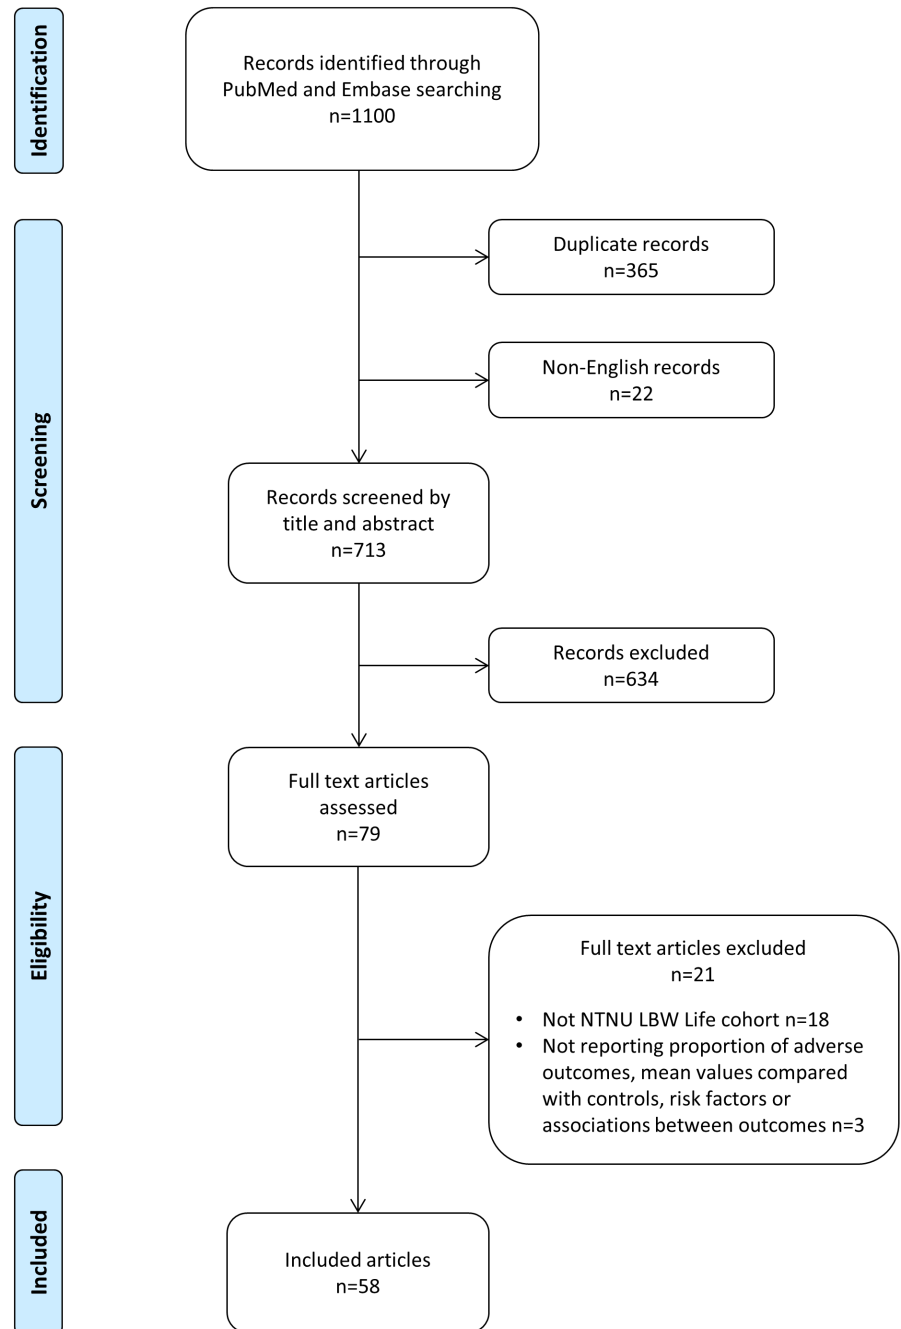 Identification
Records identified through
PubMed and Embase searching
n=1100
Screening
Duplicate records
n=365
Non-English records
n=22
Records screened by
title and abstract
n=713
Records excluded
n=634
Eligibility
Full text articles
assessed
n=79
Full text articles excluded
n=21
• Not NTNU LBW Life cohort n=18
• Not reporting proportion of adverse
outcomes, mean values compared
with controls, risk factors or
associations between outcomes n=3
Included
Included articles
n=58